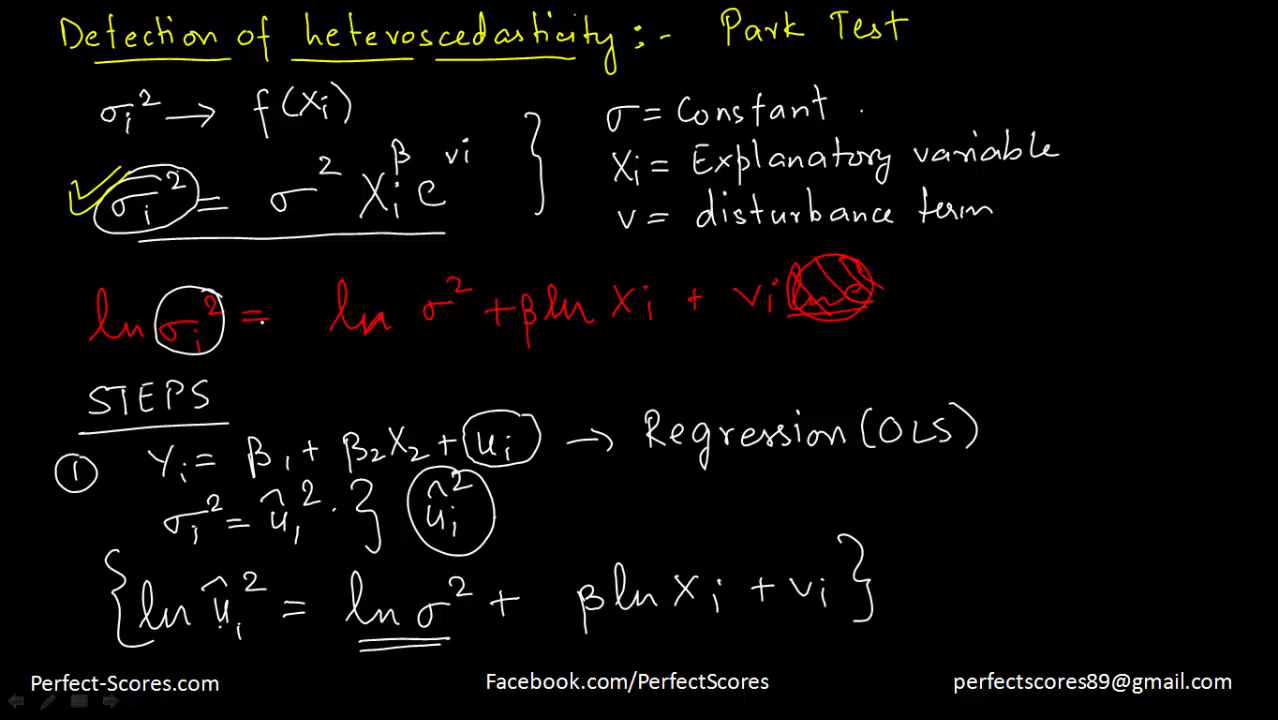 Detection of heteroscedasticity :- Park Test
σi² → f(Xi)
σ = Constant
σi² = σ² Xi^β e^vi
Xi = Explanatory variable
v = disturbance term
ln σi² = ln σ² + β ln Xi + vi
STEPS
① Yi = β1 + β2X2 + ui → Regression (OLS)
σi² = ûi² . } ûi²
{ ln ûi² = ln σ² + β ln Xi + vi }
Perfect-Scores.com Facebook.com/PerfectScores perfectscores89@gmail.com